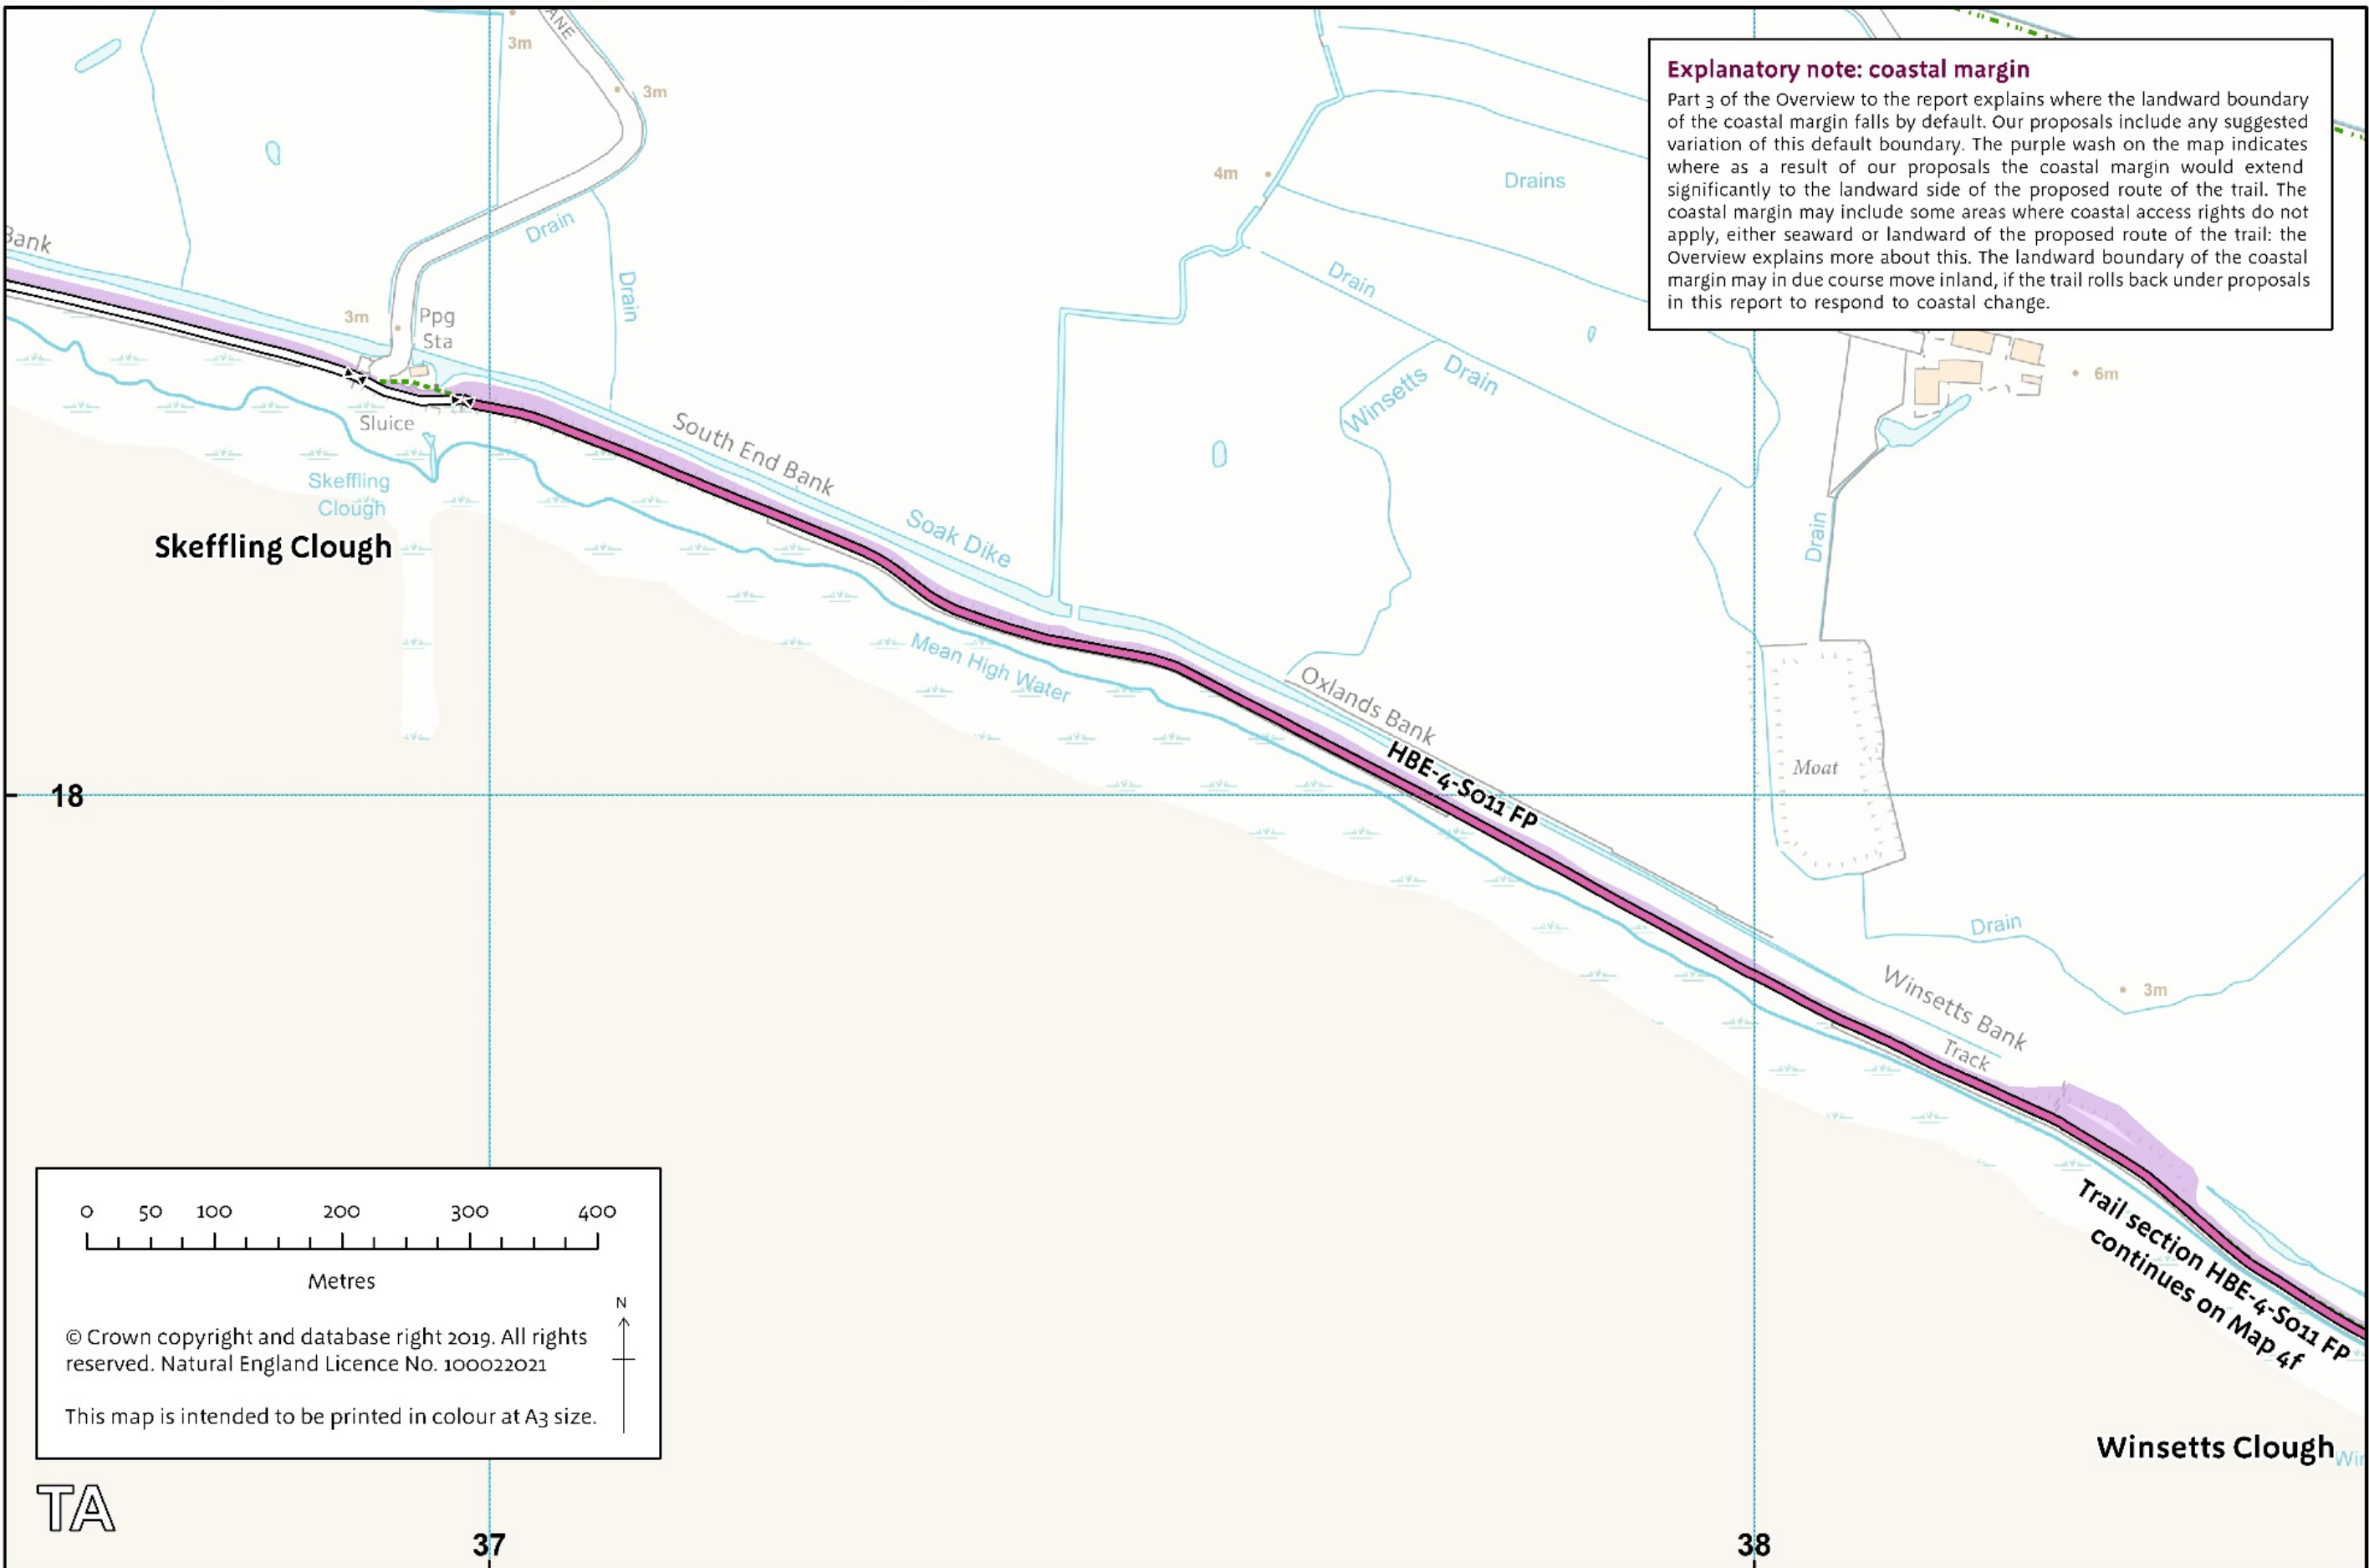 ANE
3m
3m
Explanatory note: coastal margin
Part 3 of the Overview to the report explains where the landward boundary
of the coastal margin falls by default. Our proposals include any suggested
variation of this default boundary. The purple wash on the map indicates
where as a result of our proposals the coastal margin would extend
significantly to the landward side of the proposed route of the trail. The
coastal margin may include some areas where coastal access rights do not
apply, either seaward or landward of the proposed route of the trail: the
Overview explains more about this. The landward boundary of the coastal
margin may in due course move inland, if the trail rolls back under proposals
in this report to respond to coastal change.
4m
Drains
Bank
Drain
Drain
Drain
3m
Ppg
Sta
Winsetts Drain
6m
Sluice
South End Bank
Skeffling
Clough
Skeffling Clough
Soak Dike
Drain
Mean High Water
Oxlands Bank
HBE-4-S011 FP
Moat
18
Drain
Winsetts Bank
3m
Track
Trail section HBE-4-S011 FP
continues on Map 4f
0 50 100 200 300 400
Metres
N
© Crown copyright and database right 2019. All rights
reserved. Natural England Licence No. 100022021
This map is intended to be printed in colour at A3 size.
Winsetts Clough
Win
TA
37
38